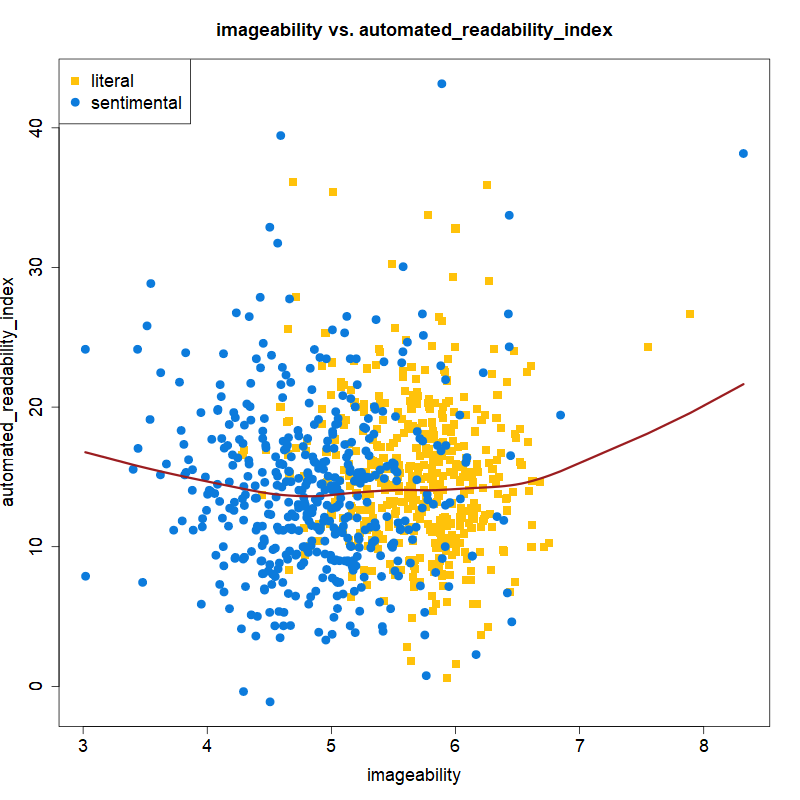 imageability vs. automated_readability_index
literal
sentimental
automated_readability_index
40
30
20
10
0
3 4 5 6 7 8
imageability